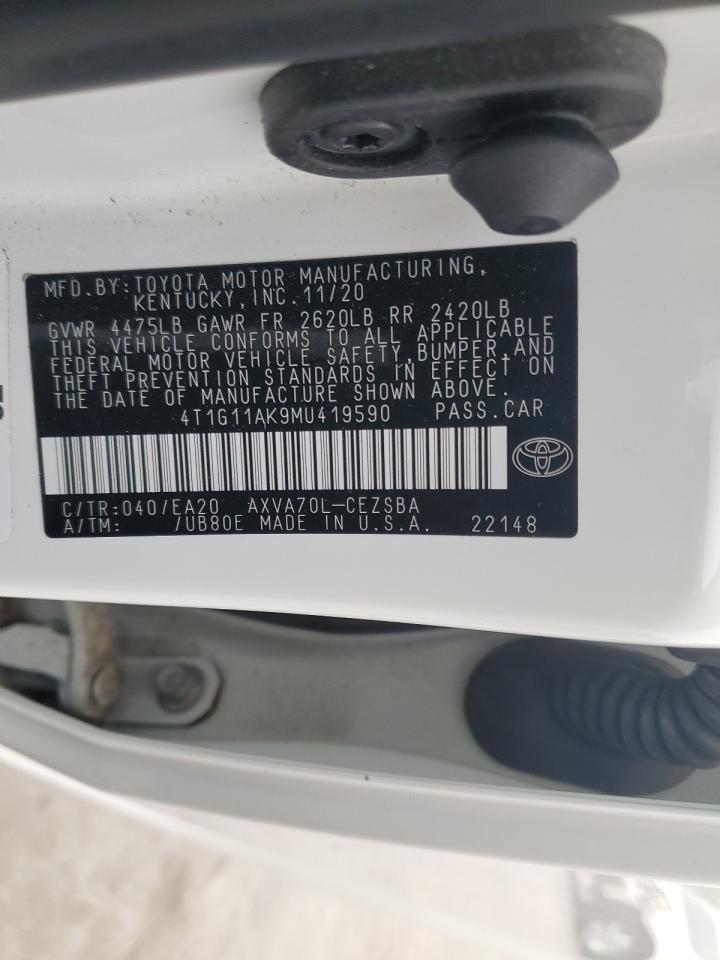 MFD.BY:TOYOTA MOTOR MANUFACTURING,
KENTUCKY,INC.11/20
GVWR 4475LB GAWR FR 2620LB RR 2420LB
THIS VEHICLE CONFORMS TO ALL APPLICABLE
FEDERAL MOTOR VEHICLE SAFETY,BUMPER,AND
THEFT PREVENTION STANDARDS IN EFFECT ON
THE DATE OF MANUFACTURE SHOWN ABOVE.
4T1G11AK9MU419590 PASS.CAR
C/TR:040/EA20 AXVA70L-CEZSBA
A/TM: /UB80E MADE IN U.S.A. 22148